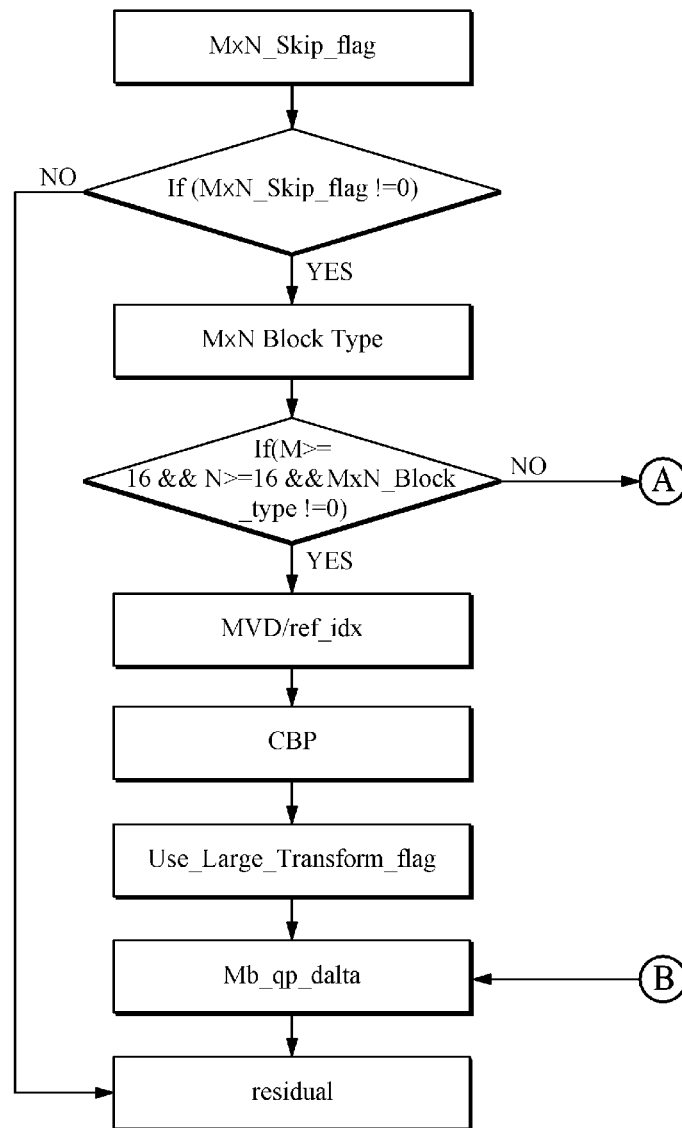 MxN_Skip_flag
NO
If (MxN_Skip_flag !=0)
YES
MxN Block Type
If(M>=
16 && N>=16 &&MxN_Block
_type !=0)
NO
A
YES
MVD/ref_idx
CBP
Use_Large_Transform_flag
Mb_qp_dalta
B
residual